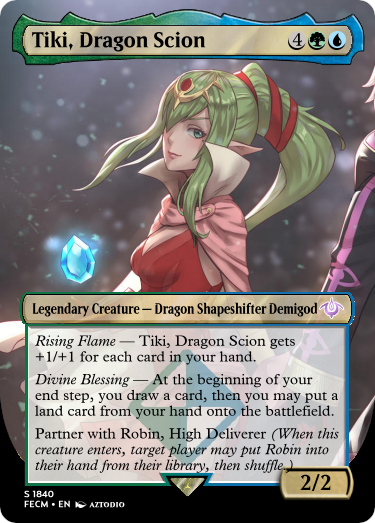 Tiki, Dragon Scion 4
Legendary Creature — Dragon Shapeshifter Demigod
Rising Flame — Tiki, Dragon Scion gets
+1/+1 for each card in your hand.
Divine Blessing — At the beginning of your
end step, you draw a card, then you may put a
land card from your hand onto the battlefield.
Partner with Robin, High Deliverer (When this
creature enters, target player may put Robin into
their hand from their library, then shuffle.)
2/2
S 1840
FECM • EN AZTODIO